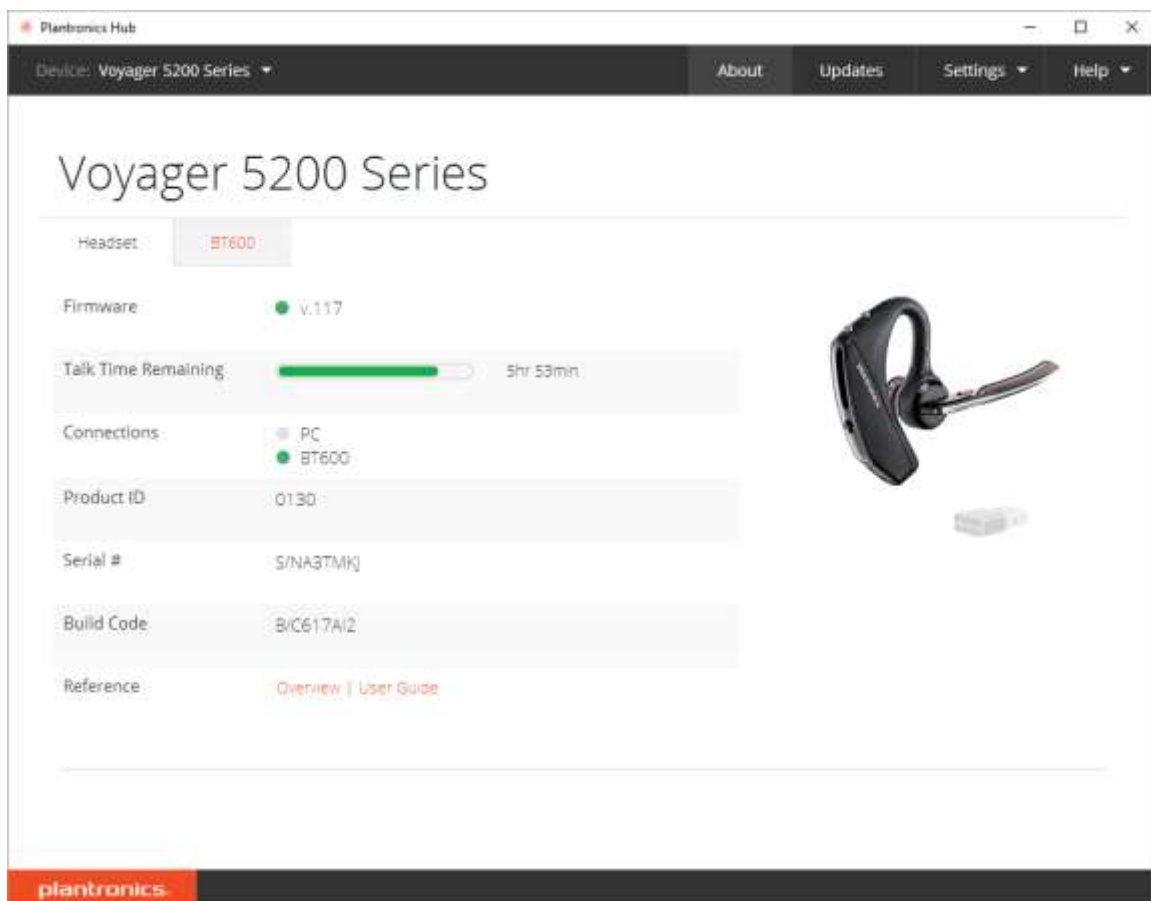 Plantronics Hub
Device: Voyager 5200 Series
About Updates Settings Help
Voyager 5200 Series
Headset BT600
Firmware v.117
Talk Time Remaining 5hr 53min
Connections PC
BT600
Product ID 0130
Serial # S/NA3TMKJ
Build Code B/C617AI2
Reference Overview | User Guide
PLANTRONICS
plantronics.